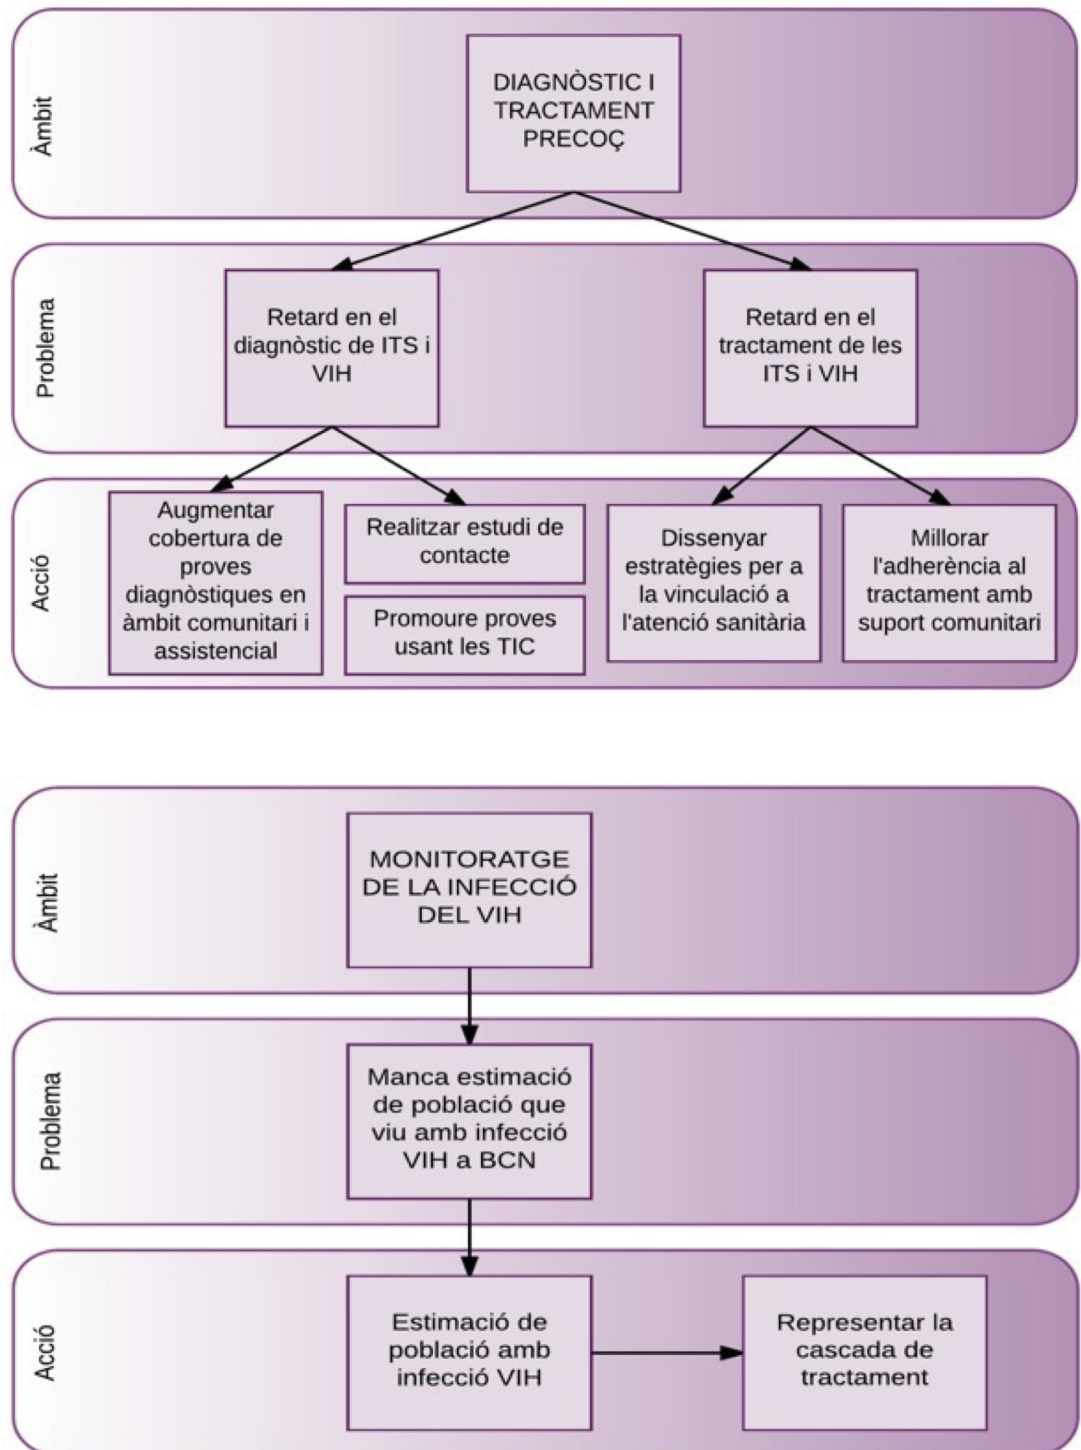 Àmbit
DIAGNÒSTIC I
TRACTAMENT
PRECOÇ
Problema
Retard en el
diagnòstic de ITS i
VIH
Retard en el
tractament de les
ITS i VIH
Acció
Augmentar
cobertura de
proves
diagnòstiques en
àmbit comunitari i
assistencial
Realitzar estudi de
contacte
Promoure proves
usant les TIC
Dissenyar
estratègies per a
la vinculació a
l'atenció sanitària
Millorar
l'adherència al
tractament amb
suport comunitari
Àmbit
MONITORATGE
DE LA INFECCIÓ
DEL VIH
Problema
Manca estimació
de població que
viu amb infecció
VIH a BCN
Acció
Estimació de
població amb
infecció VIH
Representar la
cascada de
tractament